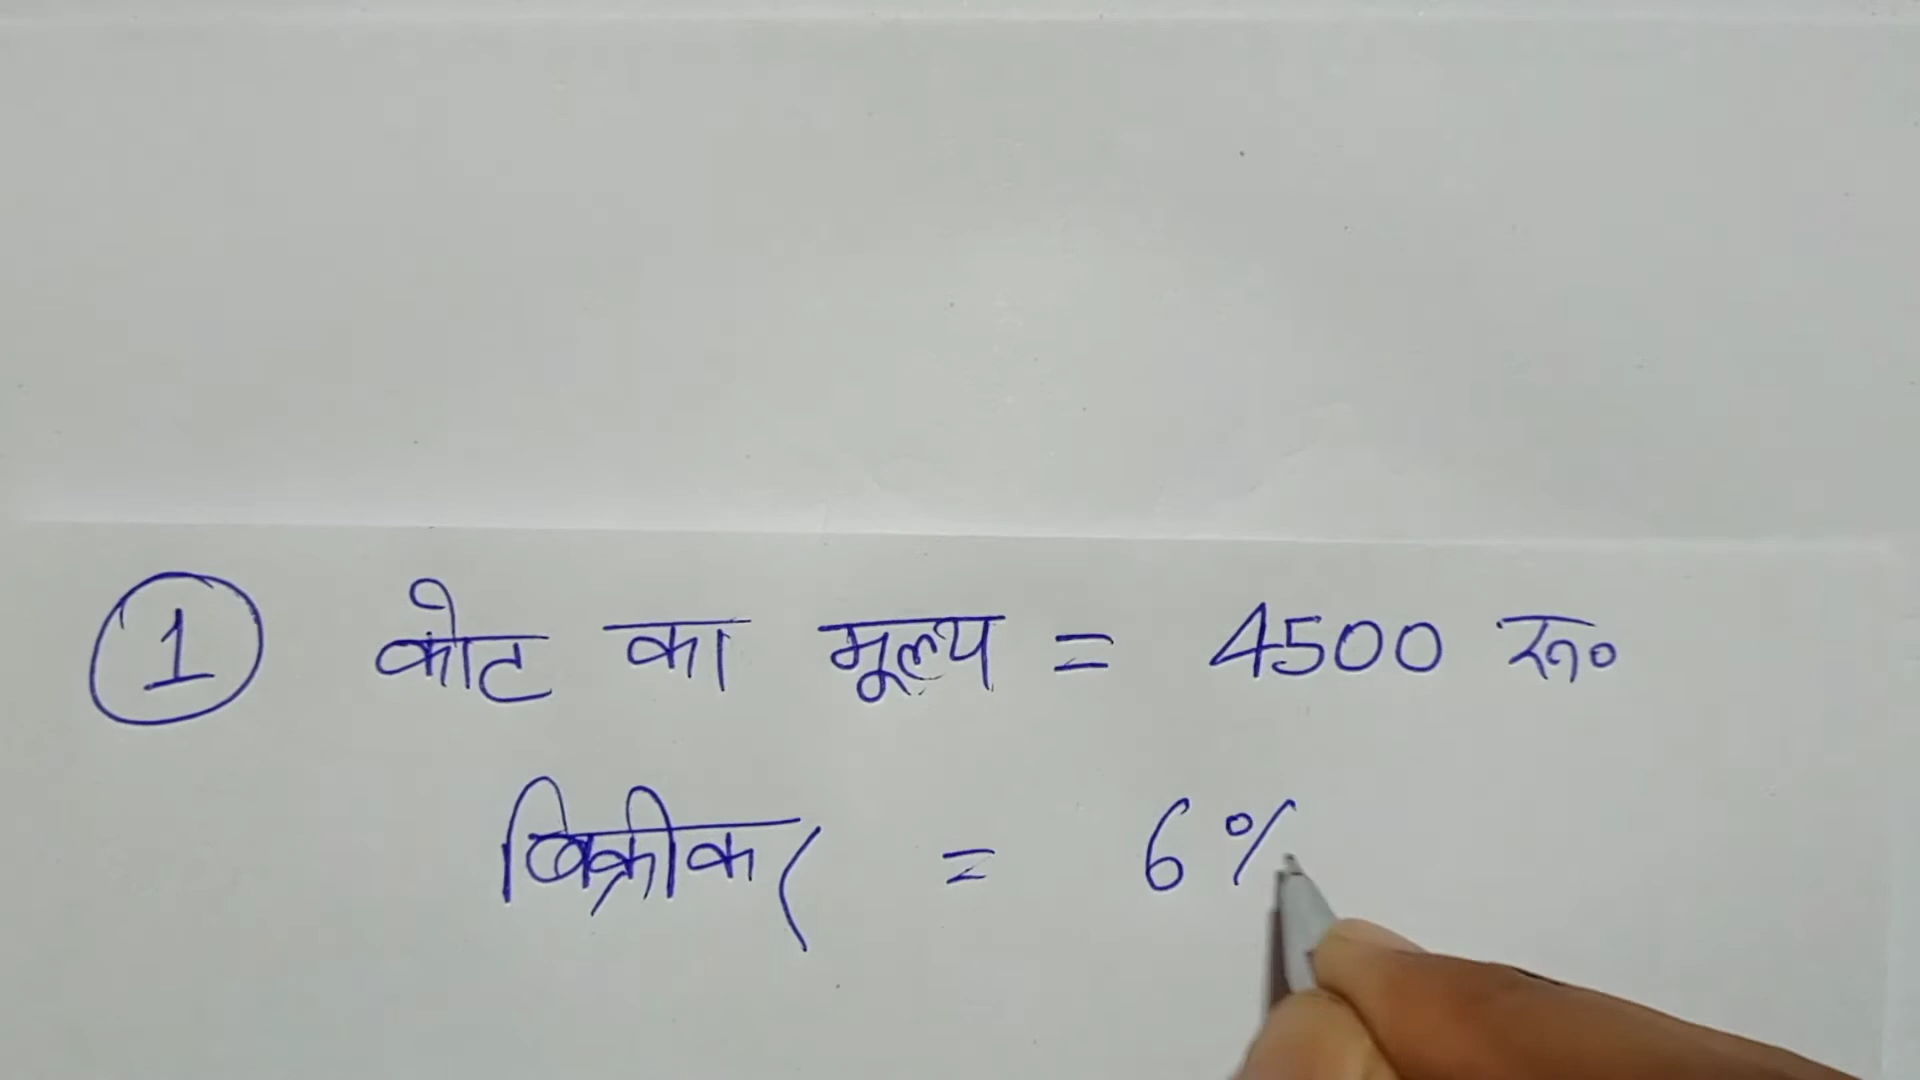 1 कोट का मूल्य = 4500 रू०
बिक्रीकर = 6%